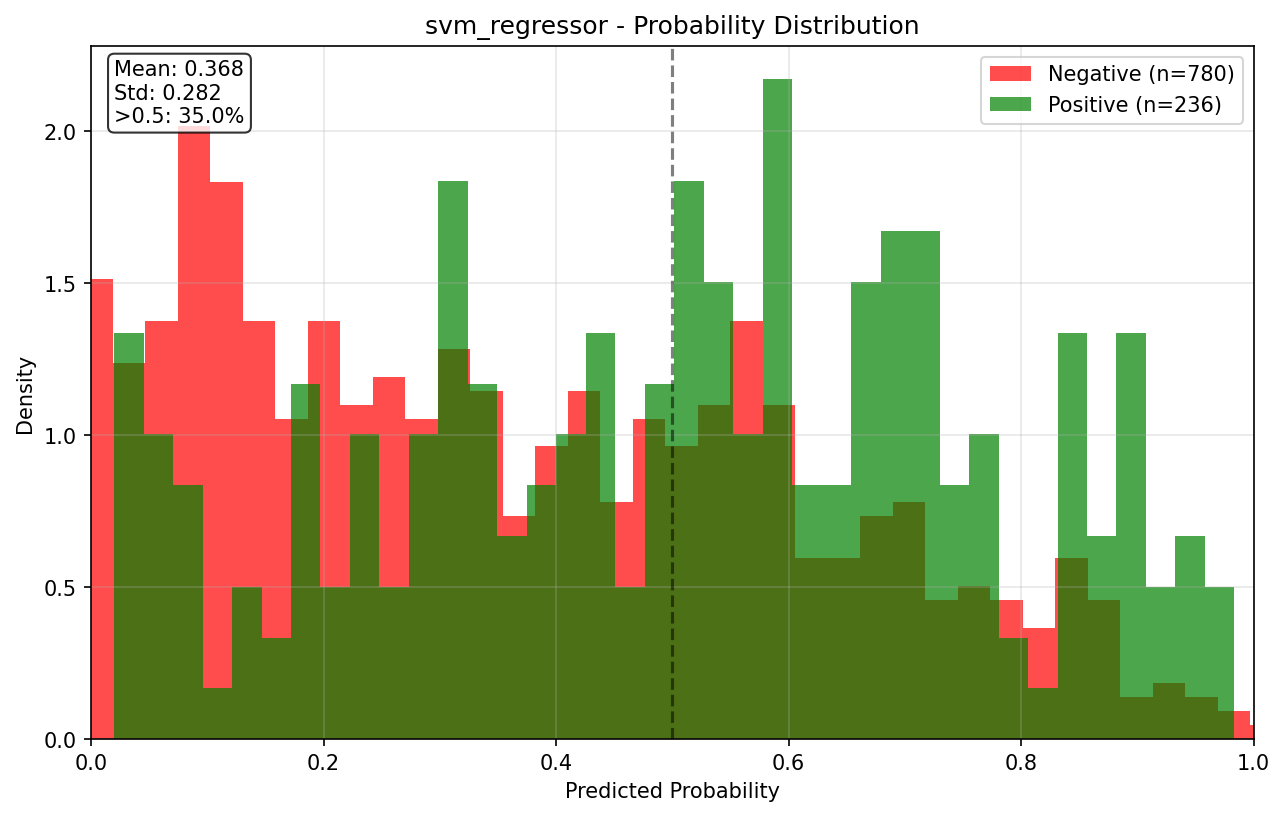 svm_regressor - Probability Distribution
Mean: 0.368
Std: 0.282
>0.5: 35.0%
Negative (n=780)
Positive (n=236)
Density
2.0
1.5
1.0
0.5
0.0
0.0 0.2 0.4 0.6 0.8 1.0
Predicted Probability